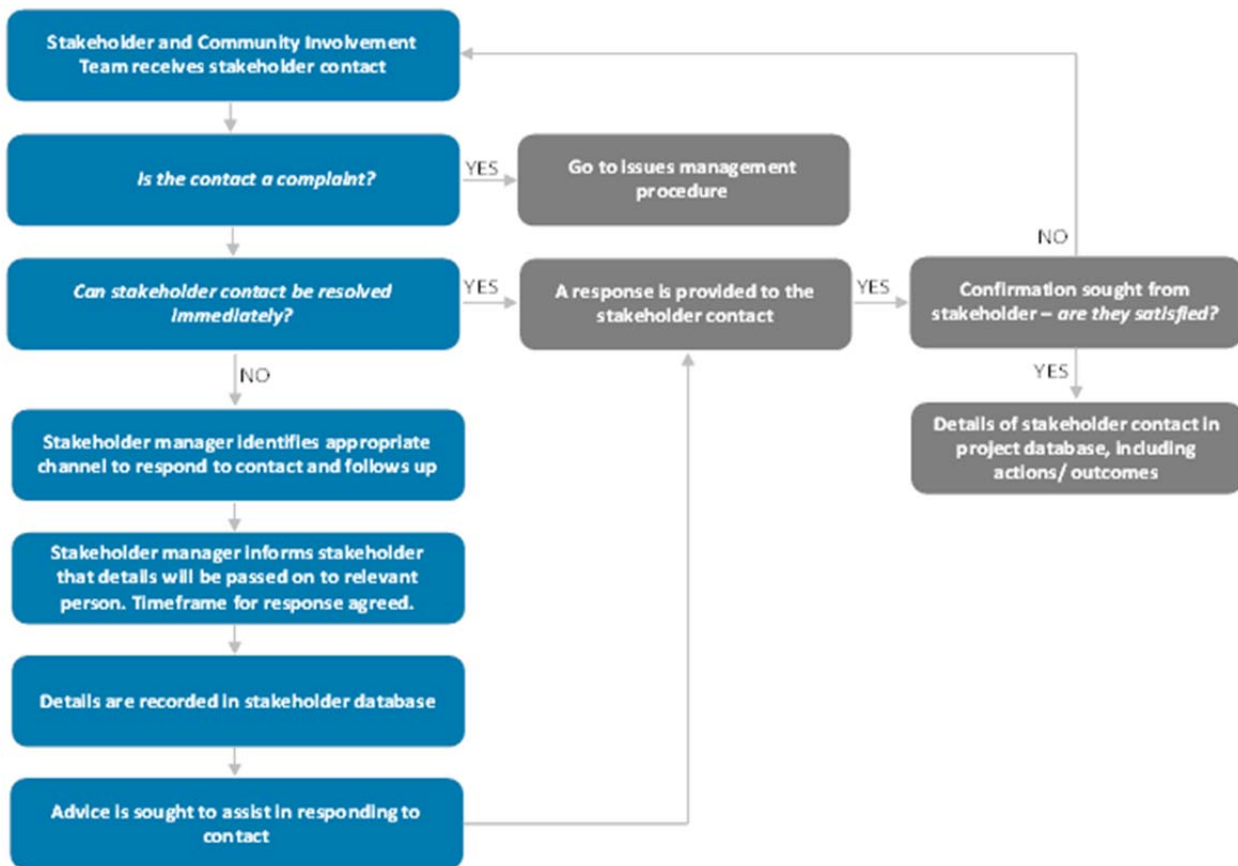 Stakeholder and Community Involvement
Team receives stakeholder contact
Is the contact a complaint?
YES
Go to issues management
procedure
NO
Can stakeholder contact be resolved
immediately?
YES
A response is provided to the
stakeholder contact
YES
Confirmation sought from
stakeholder – are they satisfied?
NO
YES
Stakeholder manager identifies appropriate
channel to respond to contact and follows up
Details of stakeholder contact in
project database, including
actions/ outcomes
Stakeholder manager informs stakeholder
that details will be passed on to relevant
person. Timeframe for response agreed.
Details are recorded in stakeholder database
Advice is sought to assist in responding to
contact